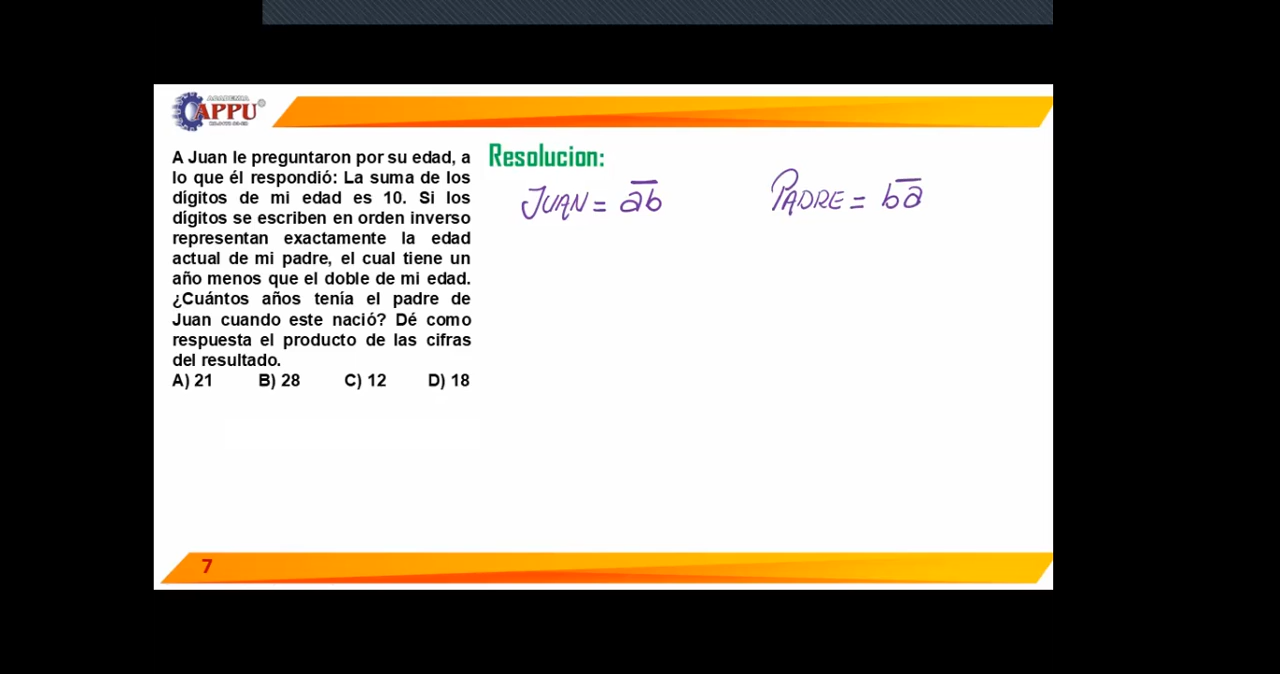 ACADEMIA
APPU®
A Juan le preguntaron por su edad, a
lo que él respondió: La suma de los
dígitos de mi edad es 10. Si los
dígitos se escriben en orden inverso
representan exactamente la edad
actual de mi padre, el cual tiene un
año menos que el doble de mi edad.
¿Cuántos años tenía el padre de
Juan cuando este nació? Dé como
respuesta el producto de las cifras
del resultado.
A) 21 B) 28 C) 12 D) 18
Resolucion:
JUAN = ab
PADRE = ba
7